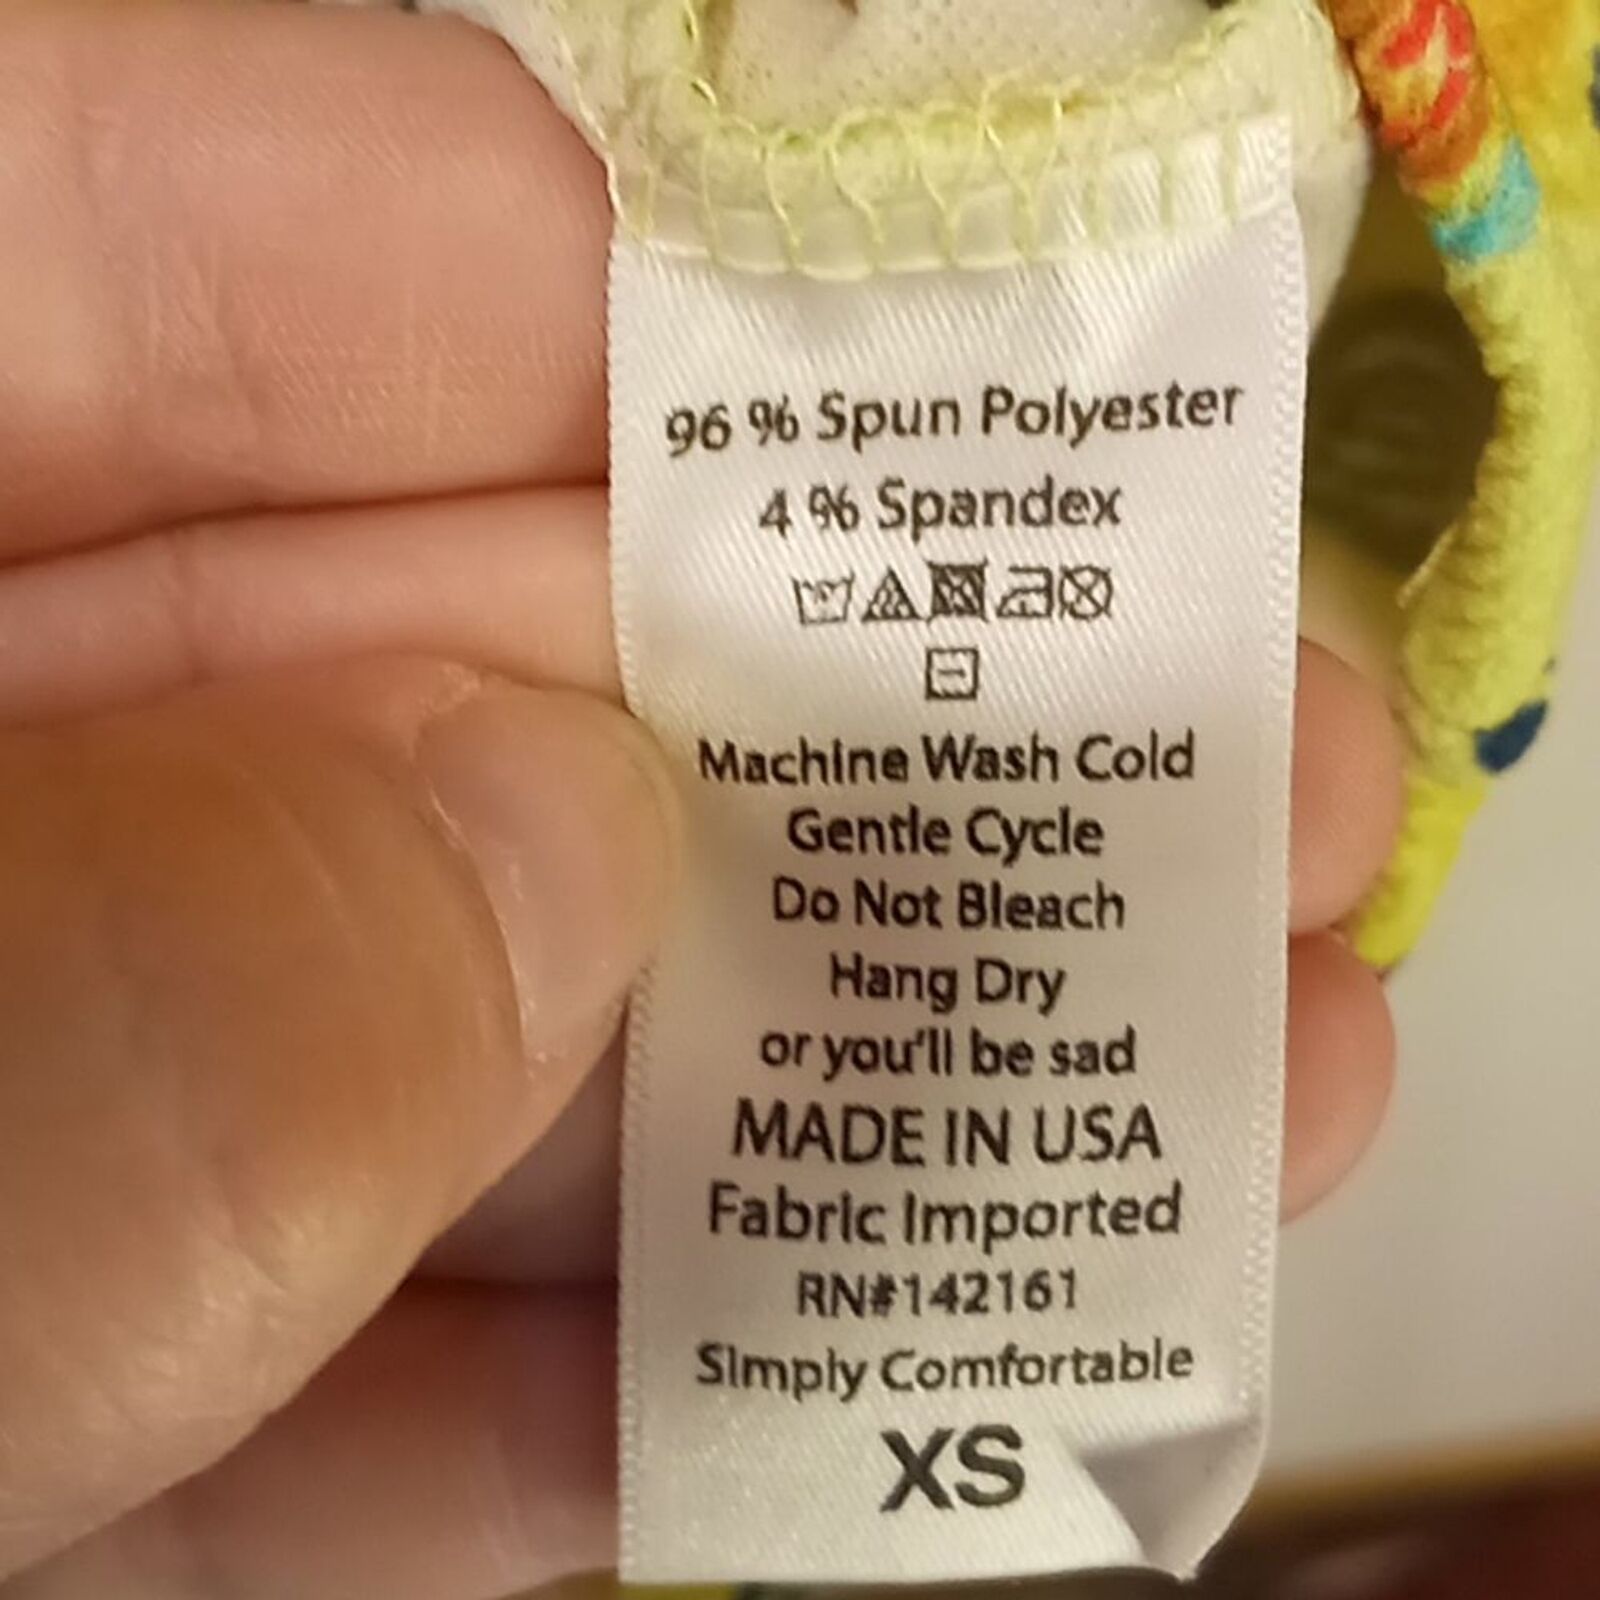 96 % Spun Polyester
4 % Spandex
Machine Wash Cold
Gentle Cycle
Do Not Bleach
Hang Dry
or you'll be sad
MADE IN USA
Fabric Imported
RN#142161
Simply Comfortable
XS